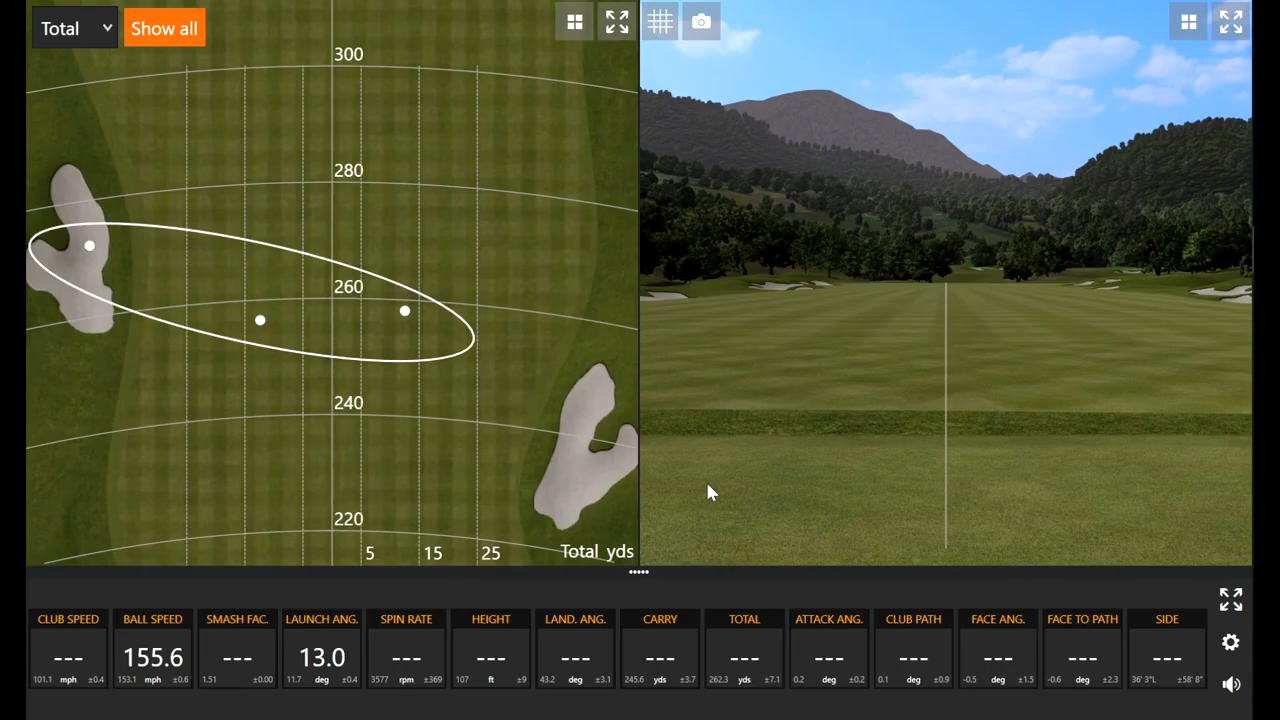 Total Show all
300
280
260
240
220
5 15 25 Total yds
CLUB SPEED BALL SPEED SMASH FAC. LAUNCH ANG. SPIN RATE HEIGHT LAND. ANG. CARRY TOTAL ATTACK ANG. CLUB PATH FACE ANG. FACE TO PATH SIDE
--- 155.6 --- 13.0 --- --- --- --- --- --- --- --- --- ---
101.1 mph ±0.4 153.1 mph ±0.6 1.51 ±0.00 11.7 deg ±0.4 3577 rpm ±369 107 ft ±9 43.2 deg ±3.1 245.6 yds ±3.7 262.3 yds ±7.1 0.2 deg ±0.2 0.1 deg ±0.9 -0.5 deg ±1.5 -0.6 deg ±2.3 36' 3"L ±58' 8"